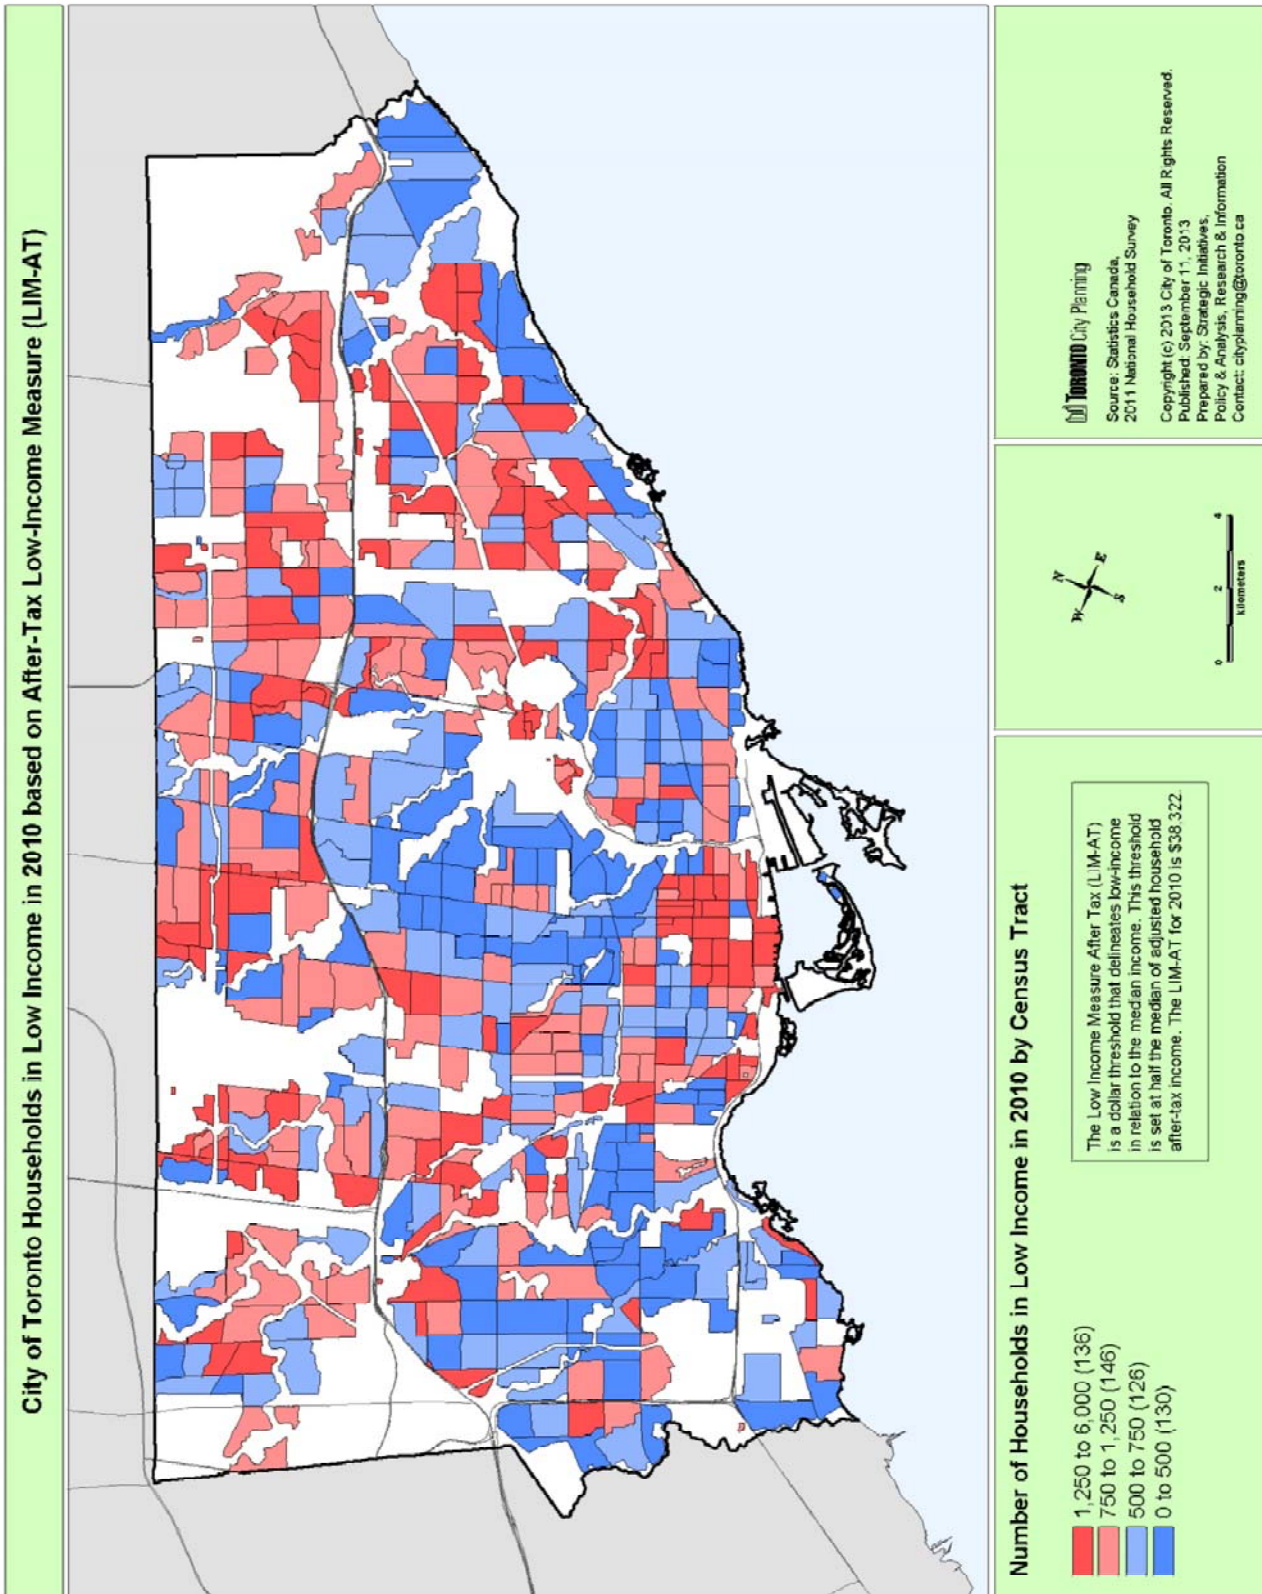 City of Toronto Households in Low Income in 2010 based on After-Tax Low-Income Measure (LIM-AT)
Number of Households in Low Income in 2010 by Census Tract
1,250 to 6,000 (136)
750 to 1,250 (146)
500 to 750 (126)
0 to 500 (130)
The Low Income Measure After Tax (LIM-AT)
is a dollar threshold that delineates low-income
in relation to the median income. This threshold
is set at half the median of adjusted household
after-tax income. The LIM-AT for 2010 is $38,322.
N
W
E
S
0 2 4
kilometers
TORONTO City Planning
Source: Statistics Canada,
2011 National Household Survey
Copyright (c) 2013 City of Toronto. All Rights Reserved.
Published: September 11, 2013
Prepared by: Strategic Initiatives,
Policy & Analysis, Research & Information
Contact: cityplanning@toronto.ca